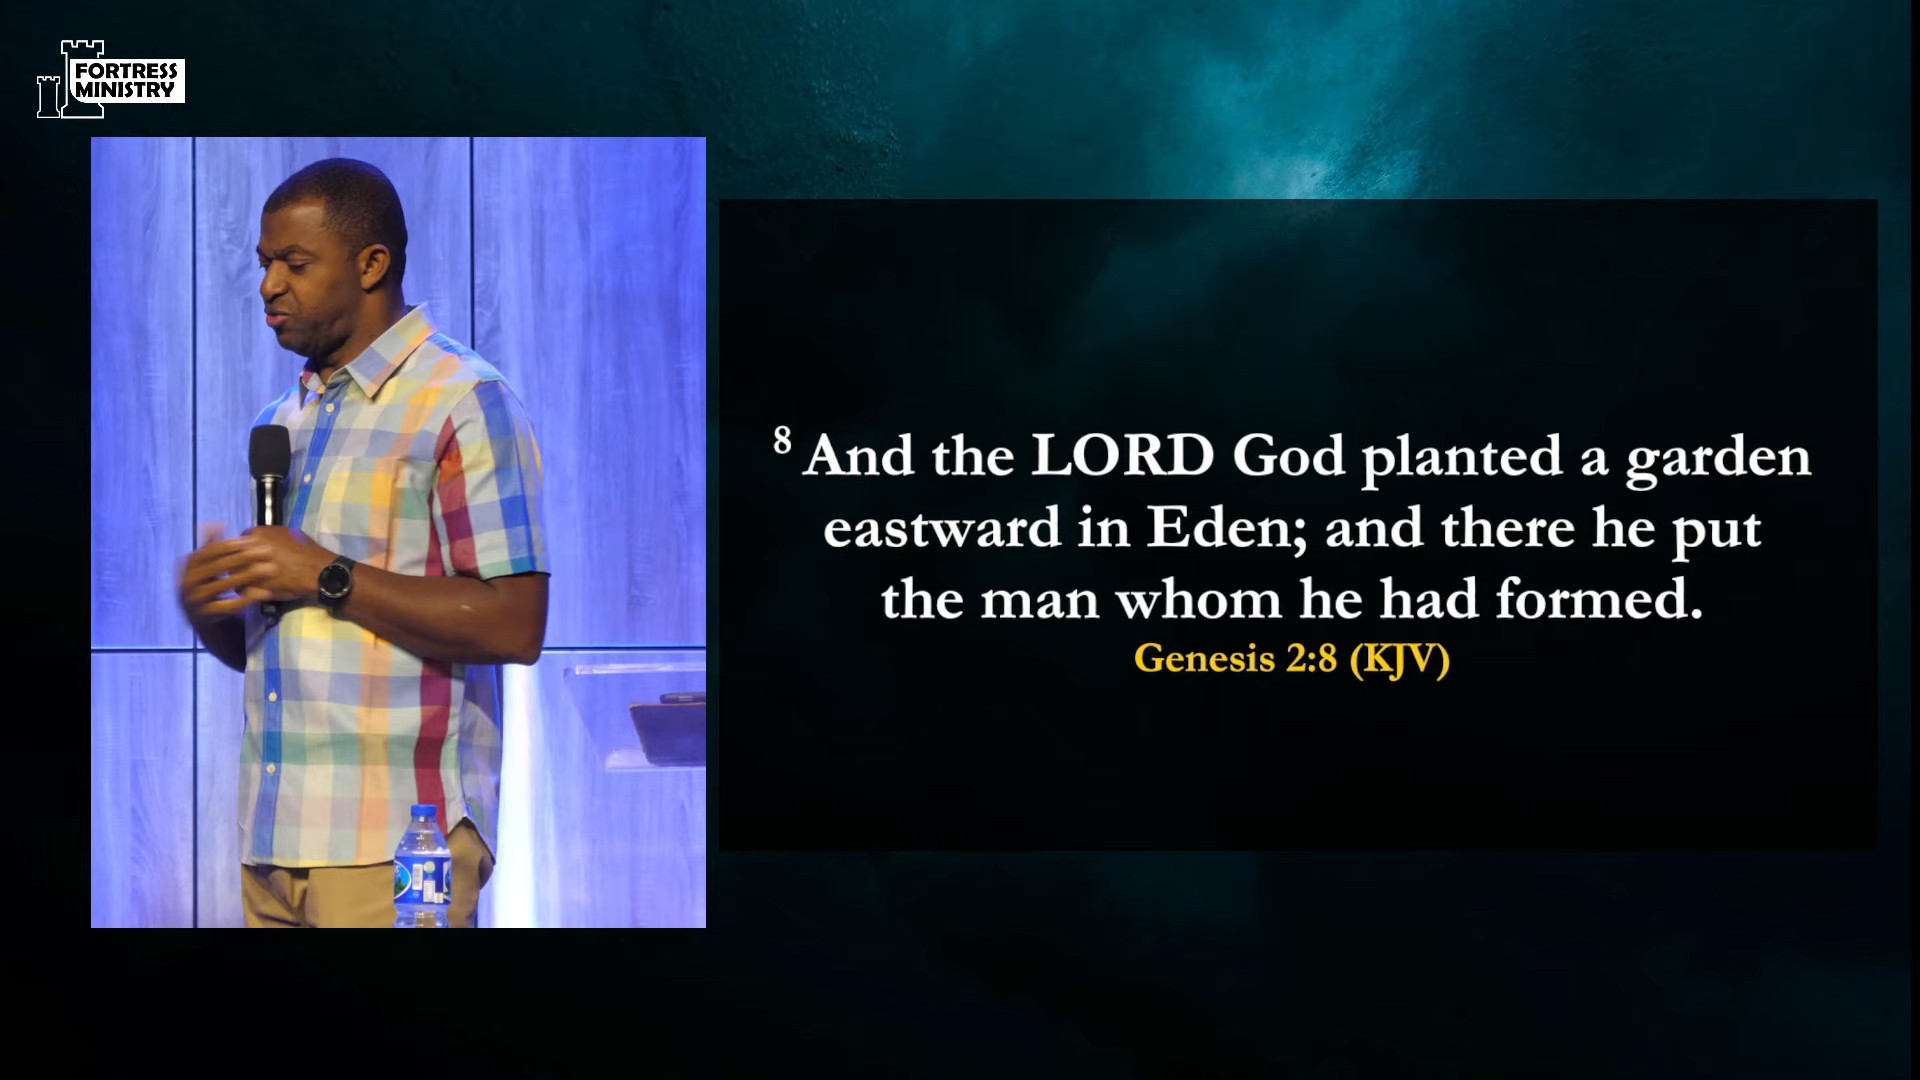 FORTRESS
MINISTRY
8 And the LORD God planted a garden
eastward in Eden; and there he put
the man whom he had formed.
Genesis 2:8 (KJV)